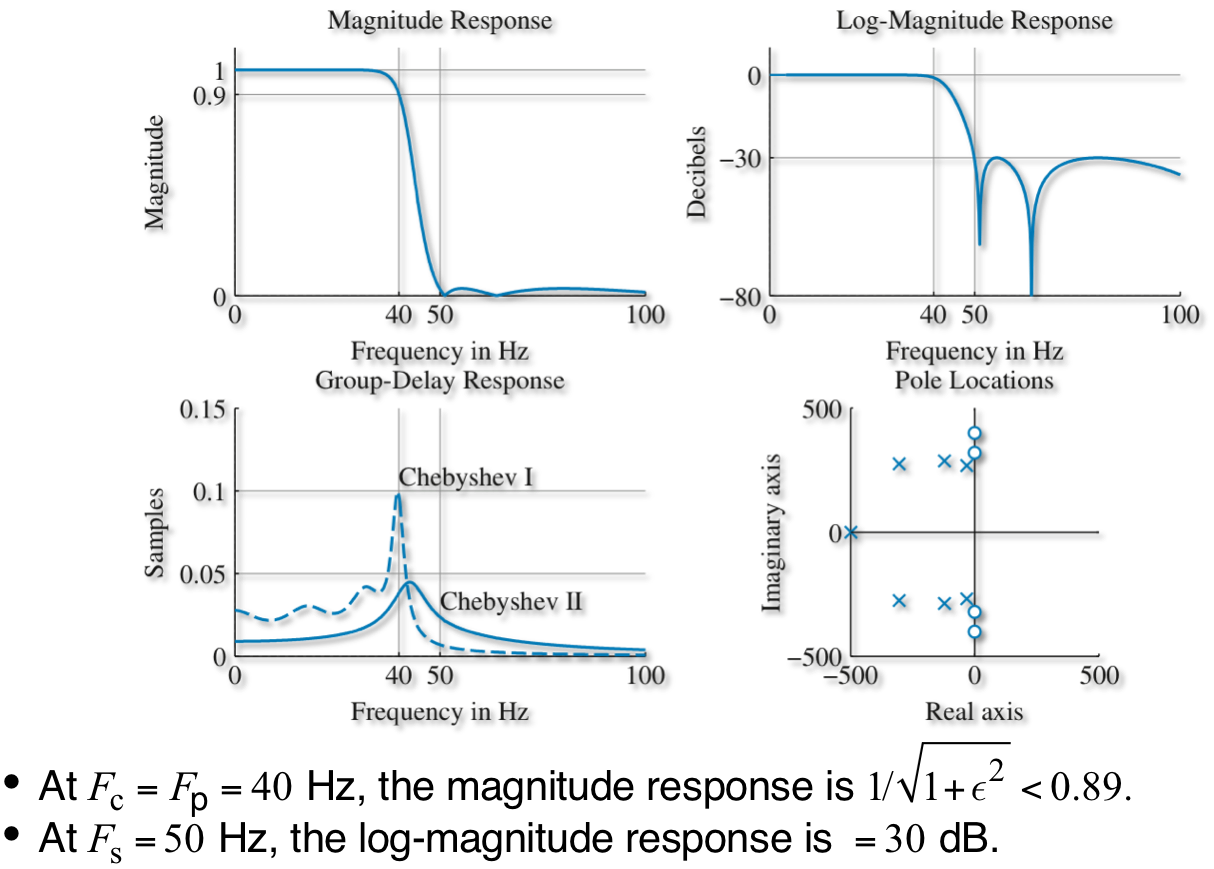 Magnitude Response
Magnitude
1
0.9
0
0
40
50
100
Frequency in Hz
Log-Magnitude Response
Decibels
0
−30
−80
0
40
50
100
Frequency in Hz
Group-Delay Response
Samples
0.15
0.1
0.05
0
Chebyshev I
Chebyshev II
0
40
50
100
Frequency in Hz
Pole Locations
Imaginary axis
500
0
−500
−500
0
500
Real axis
• At F_c = F_p = 40 Hz, the magnitude response is 1/√(1+ϵ²) < 0.89.
• At F_s = 50 Hz, the log-magnitude response is = 30 dB.